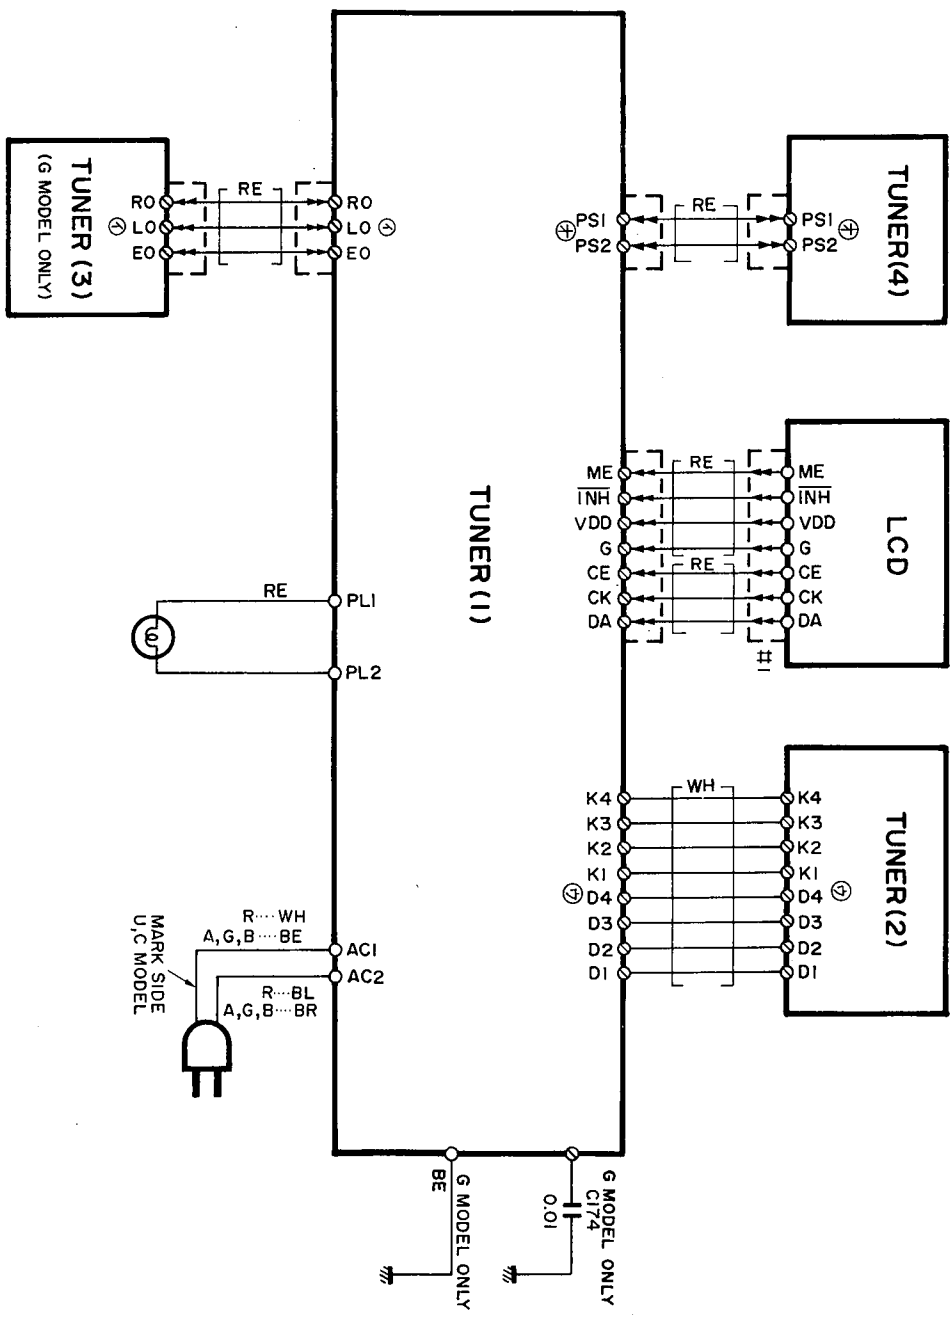 TUNER(3)
(G MODEL ONLY)
RO
LO
EO
RE
RO
LO
EO
PS1
PS2
RE
PS1
PS2
TUNER(4)
TUNER(1)
ME
INH
VDD
G
CE
CK
DA
RE
RE
ME
INH
VDD
G
CE
CK
DA
#1
LCD
RE
PL1
PL2
K4
K3
K2
K1
D4
D3
D2
D1
WH
K4
K3
K2
K1
D4
D3
D2
D1
TUNER(2)
R····WH
A,G,B····BE
AC1
AC2
R····BL
A,G,B····BR
MARK SIDE
U,C MODEL
G MODEL ONLY
BE
G MODEL ONLY
C174
0.01